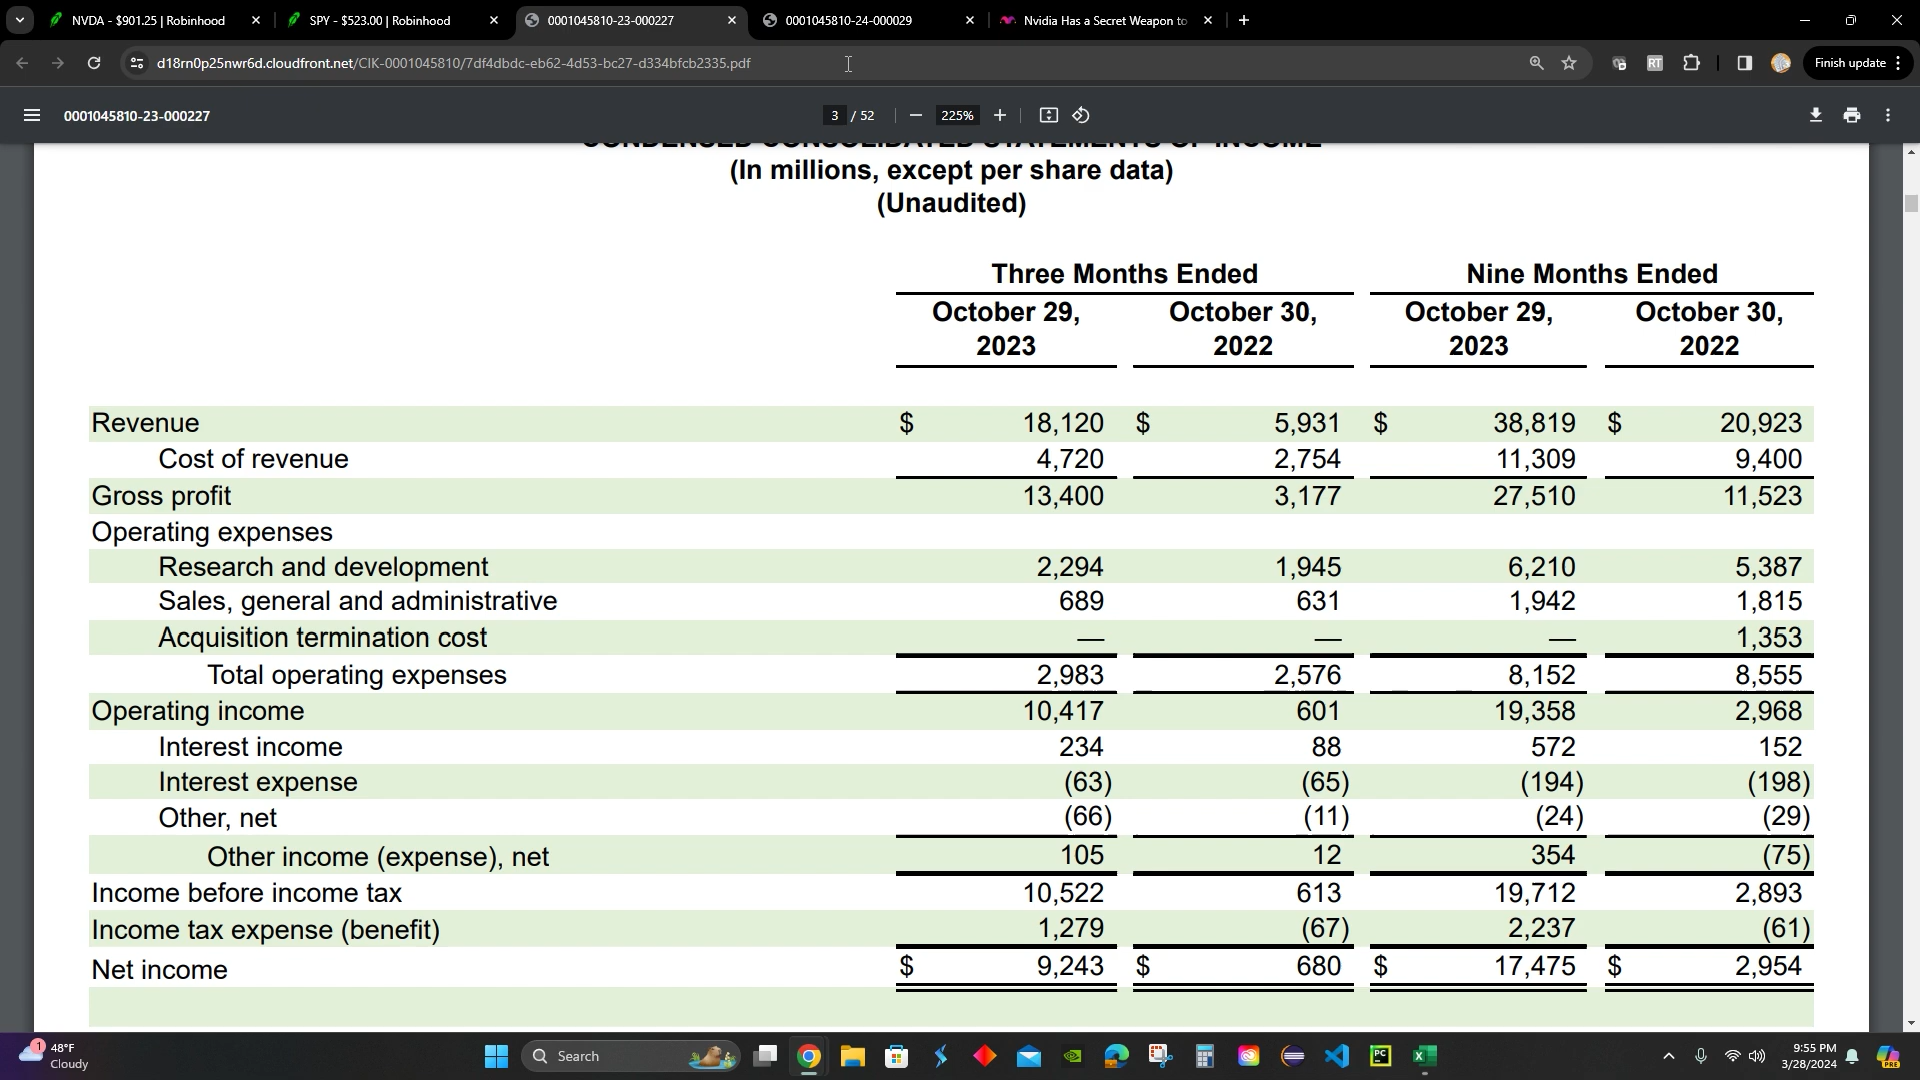 NVDA - $901.25 | Robinhood
SPY - $523.00 | Robinhood
0001045810-23-000227
0001045810-24-000029
Nvidia Has a Secret Weapon to
d18rn0p25nwr6d.cloudfront.net/CIK-0001045810/7df4dbdc-eb62-4d53-bc27-d334bfcb2335.pdf
RT
Finish update
0001045810-23-000227
3 / 52
225%
CONDENSED CONSOLIDATED STATEMENTS OF INCOME
(In millions, except per share data)
(Unaudited)
Three Months Ended Nine Months Ended
October 29, October 30, October 29, October 30,
2023 2022 2023 2022
Revenue $ 18,120 $ 5,931 $ 38,819 $ 20,923
Cost of revenue 4,720 2,754 11,309 9,400
Gross profit 13,400 3,177 27,510 11,523
Operating expenses
Research and development 2,294 1,945 6,210 5,387
Sales, general and administrative 689 631 1,942 1,815
Acquisition termination cost — — — 1,353
Total operating expenses 2,983 2,576 8,152 8,555
Operating income 10,417 601 19,358 2,968
Interest income 234 88 572 152
Interest expense (63) (65) (194) (198)
Other, net (66) (11) (24) (29)
Other income (expense), net 105 12 354 (75)
Income before income tax 10,522 613 19,712 2,893
Income tax expense (benefit) 1,279 (67) 2,237 (61)
Net income $ 9,243 $ 680 $ 17,475 $ 2,954
1
48°F
Cloudy
Search
PC
X
9:55 PM
3/28/2024
PRE